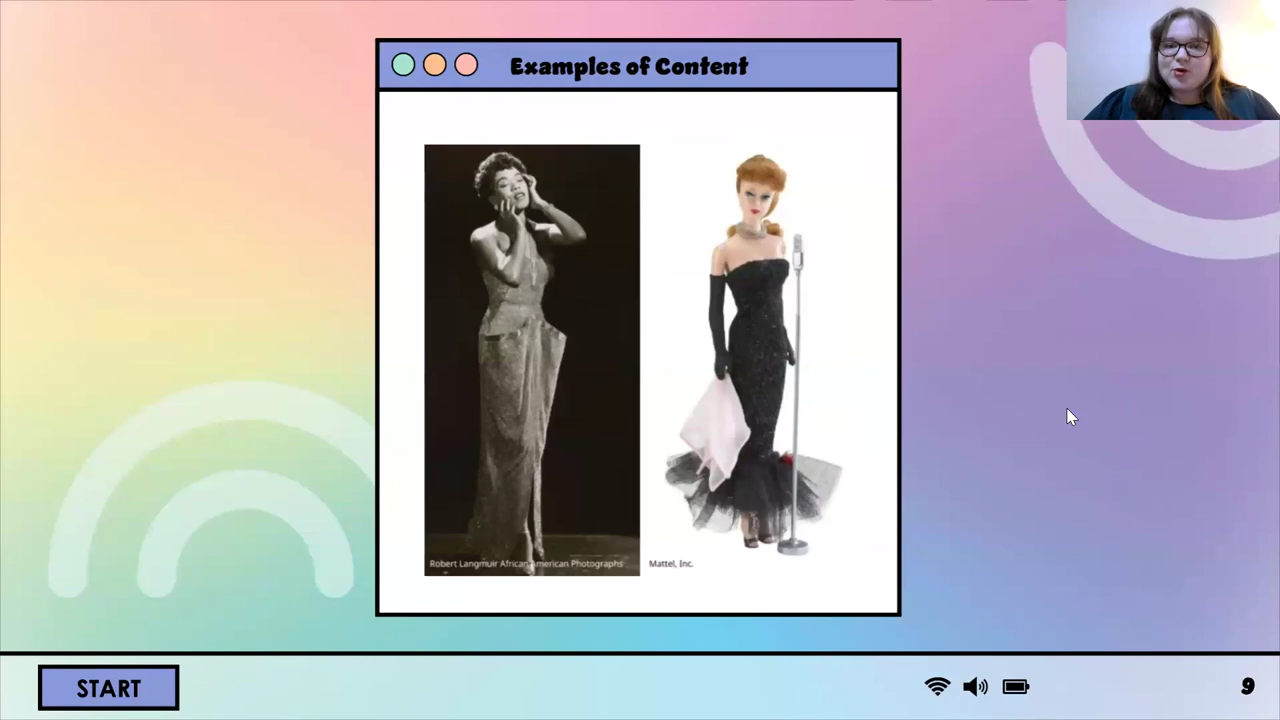 Examples of Content
Robert Langmuir African American Photographs
Mattel, Inc.
START
9